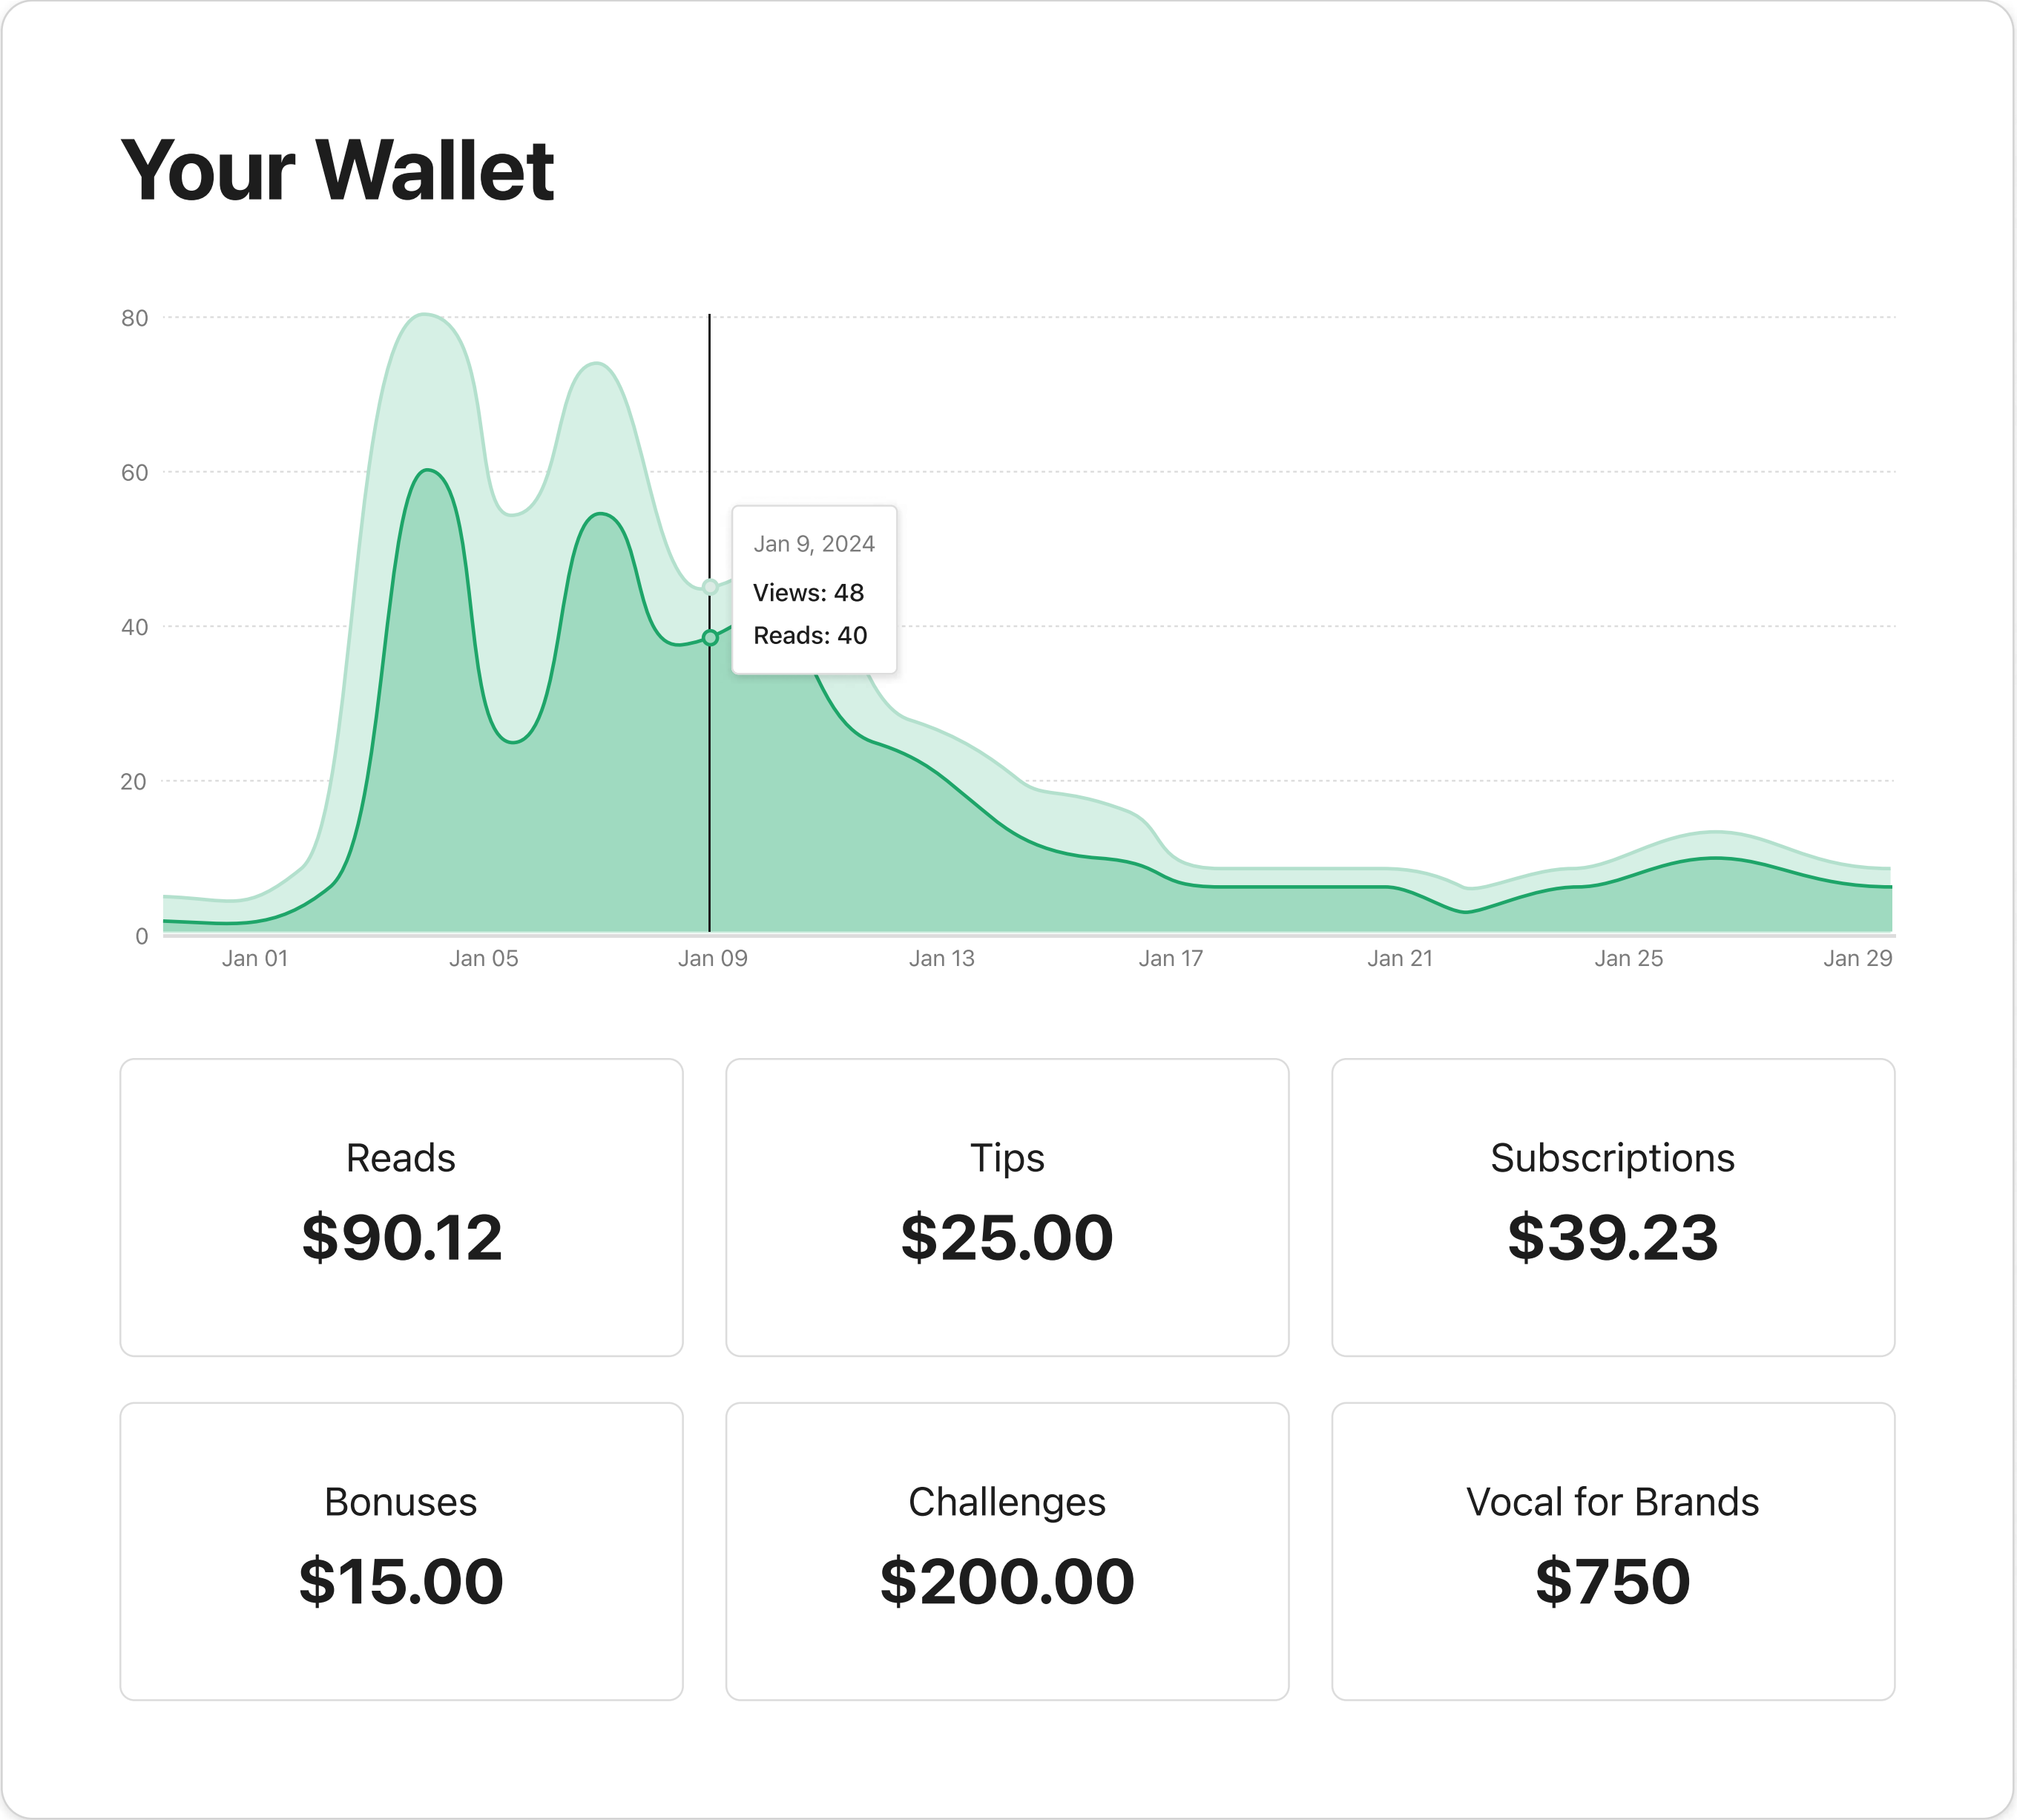 Your Wallet
80
60
Jan 9, 2024
Views: 48
40
Reads: 40
20
0
Jan 01 Jan 05 Jan 09 Jan 13 Jan 17 Jan 21 Jan 25 Jan 29
Reads Tips Subscriptions
$90.12 $25.00 $39.23
Bonuses Challenges Vocal for Brands
$15.00 $200.00 $750